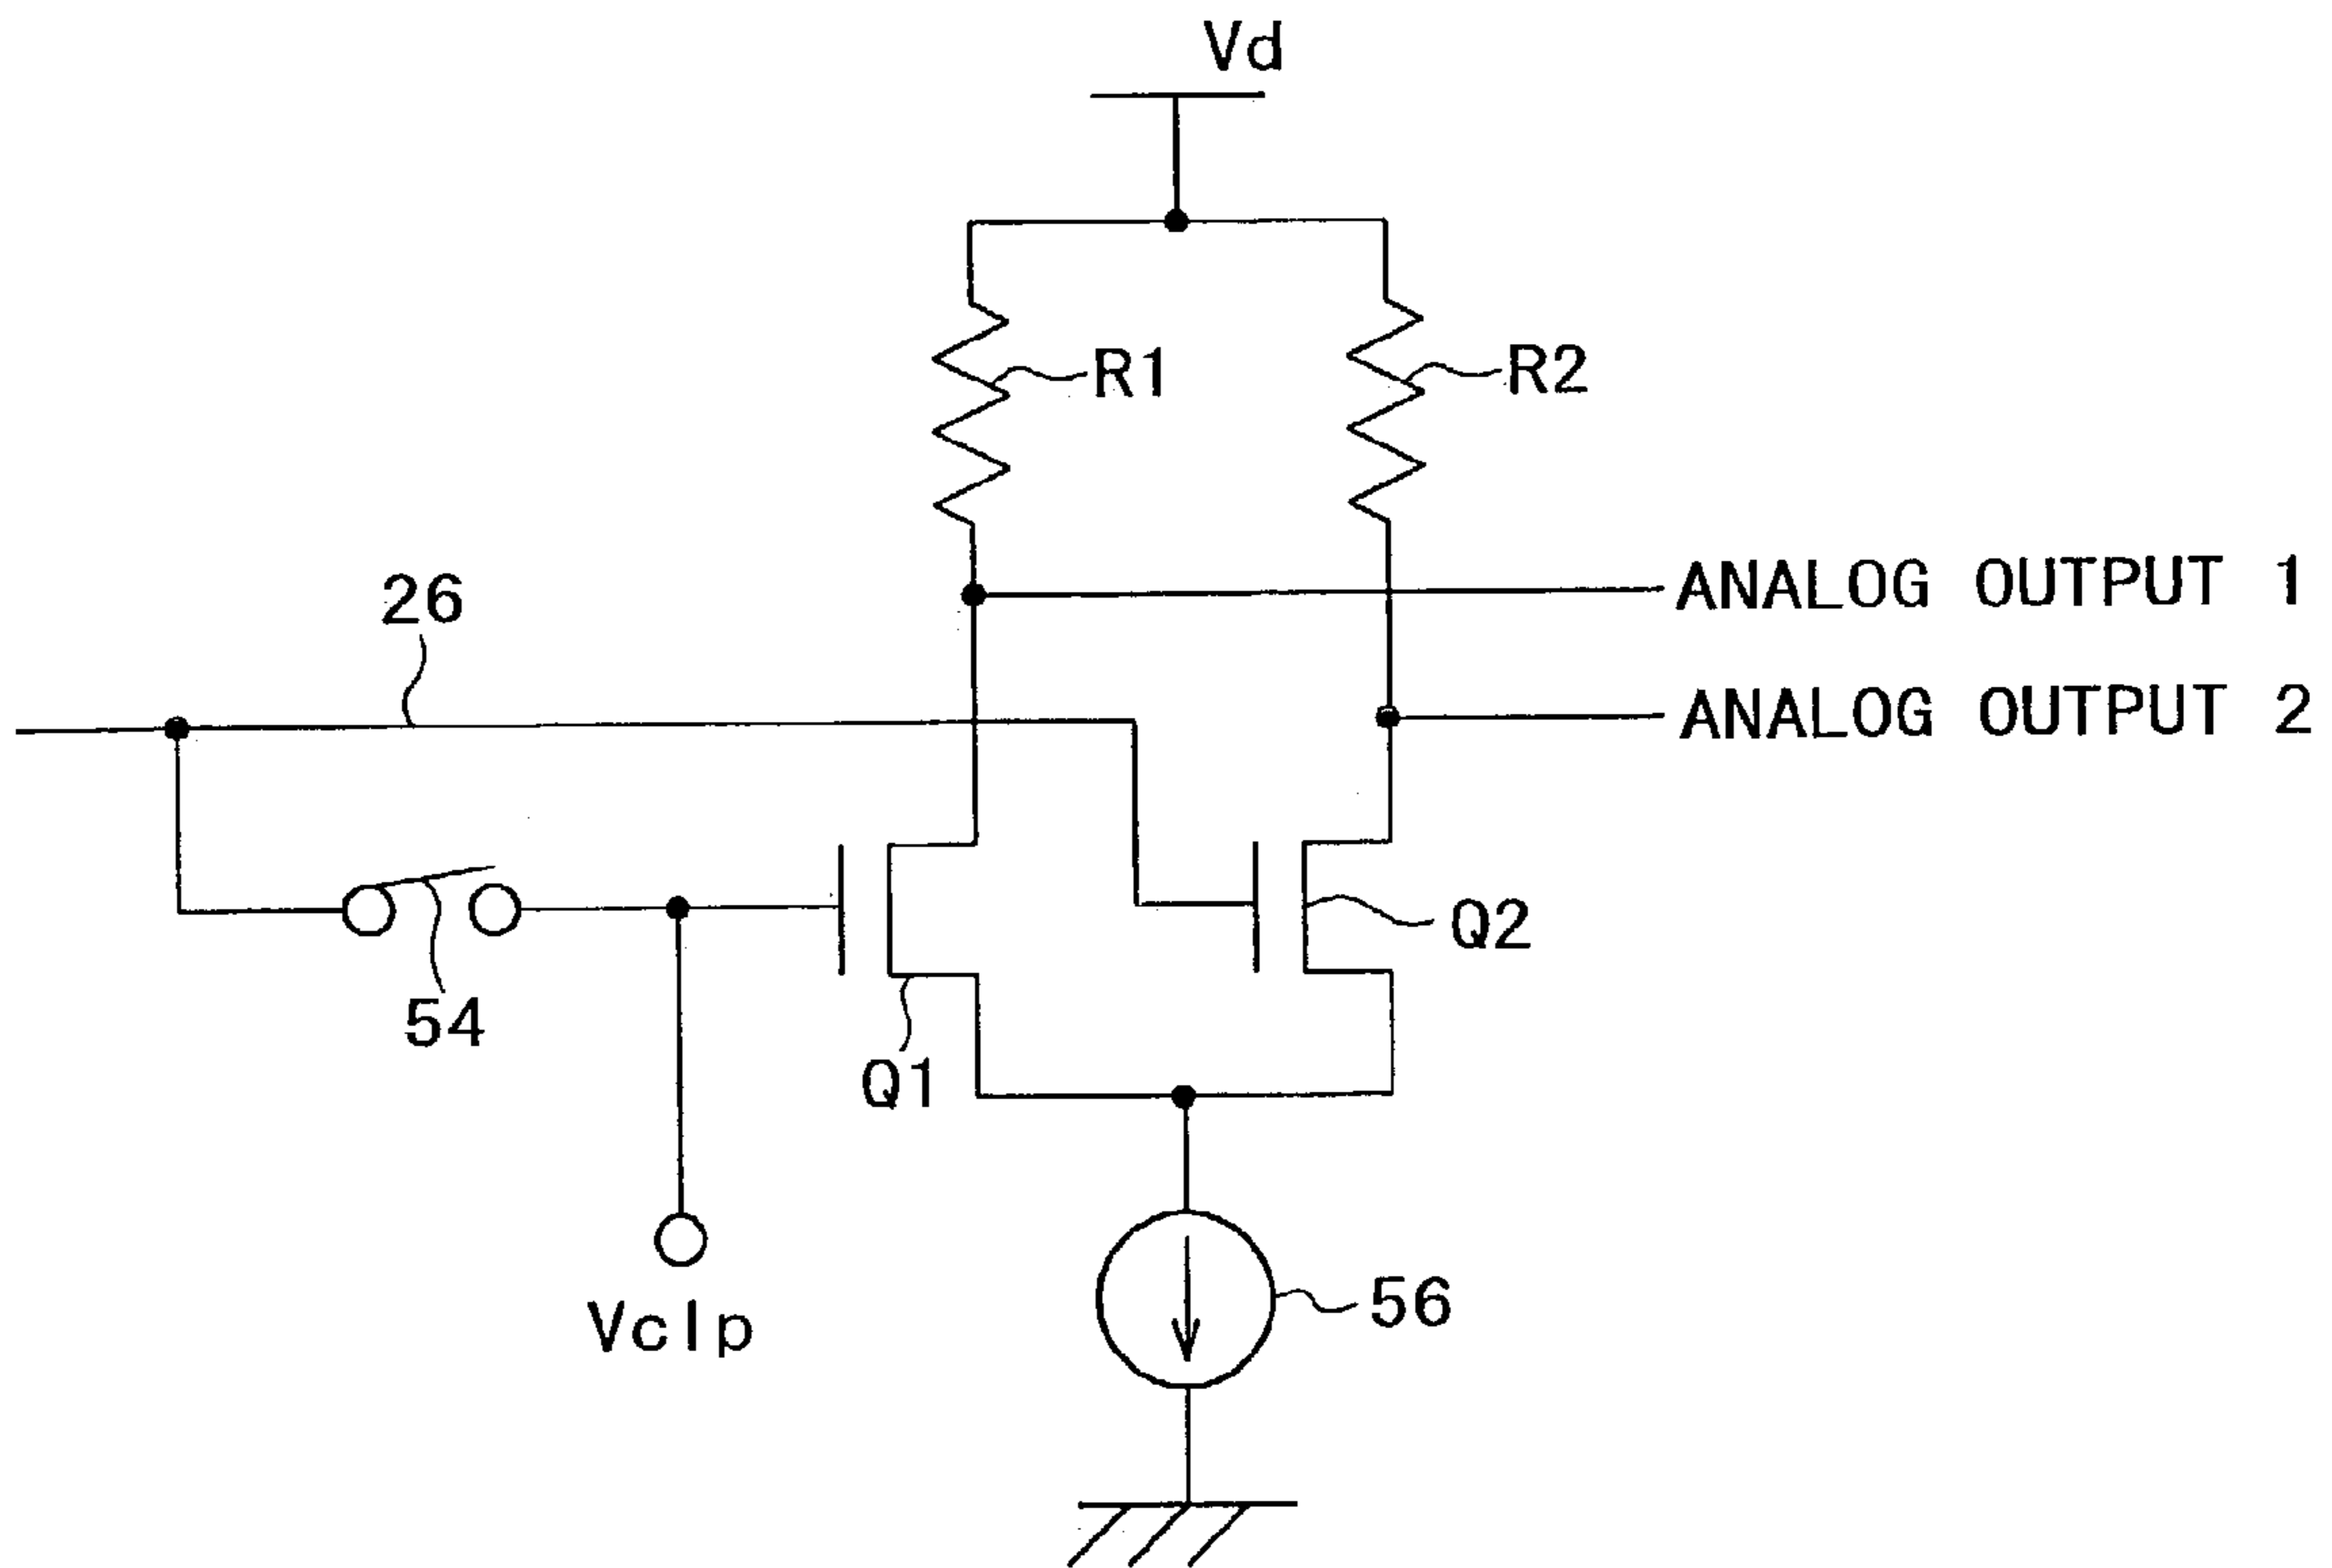 Vd
R1
R2
26
ANALOG OUTPUT 1
ANALOG OUTPUT 2
Q2
54
Q1
Vclp
56